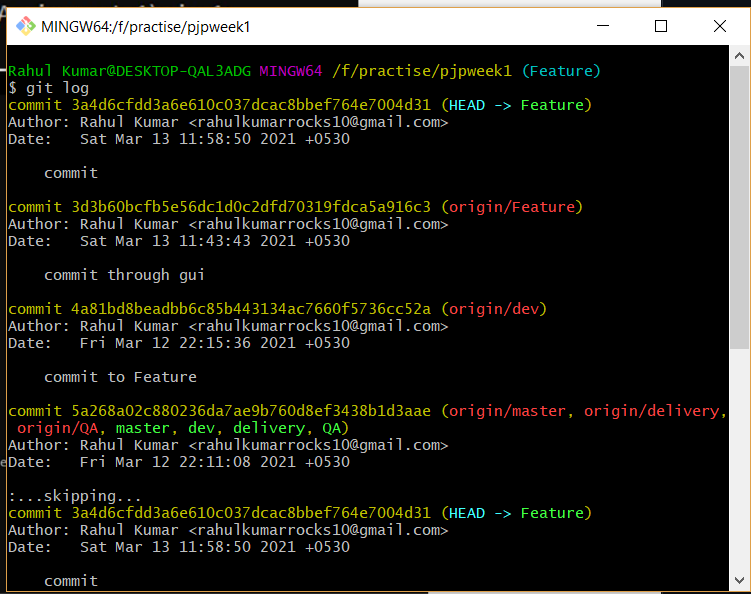 MINGW64:/f/practise/pjpweek1
Rahul Kumar@DESKTOP-QAL3ADG MINGW64 /f/practise/pjpweek1 (Feature)
$ git log
commit 3a4d6cfdd3a6e610c037dcac8bbef764e7004d31 (HEAD -> Feature)
Author: Rahul Kumar <rahulkumarrocks10@gmail.com>
Date:   Sat Mar 13 11:58:50 2021 +0530
commit
commit 3d3b60bcfb5e56dc1d0c2dfd70319fdca5a916c3 (origin/Feature)
Author: Rahul Kumar <rahulkumarrocks10@gmail.com>
Date:   Sat Mar 13 11:43:43 2021 +0530
commit through gui
commit 4a81bd8beadbb6c85b443134ac7660f5736cc52a (origin/dev)
Author: Rahul Kumar <rahulkumarrocks10@gmail.com>
Date:   Fri Mar 12 22:15:36 2021 +0530
commit to Feature
commit 5a268a02c880236da7ae9b760d8ef3438b1d3aae (origin/master, origin/delivery,
origin/QA, master, dev, delivery, QA)
Author: Rahul Kumar <rahulkumarrocks10@gmail.com>
Date:   Fri Mar 12 22:11:08 2021 +0530
:...skipping...
commit 3a4d6cfdd3a6e610c037dcac8bbef764e7004d31 (HEAD -> Feature)
Author: Rahul Kumar <rahulkumarrocks10@gmail.com>
Date:   Sat Mar 13 11:58:50 2021 +0530
commit